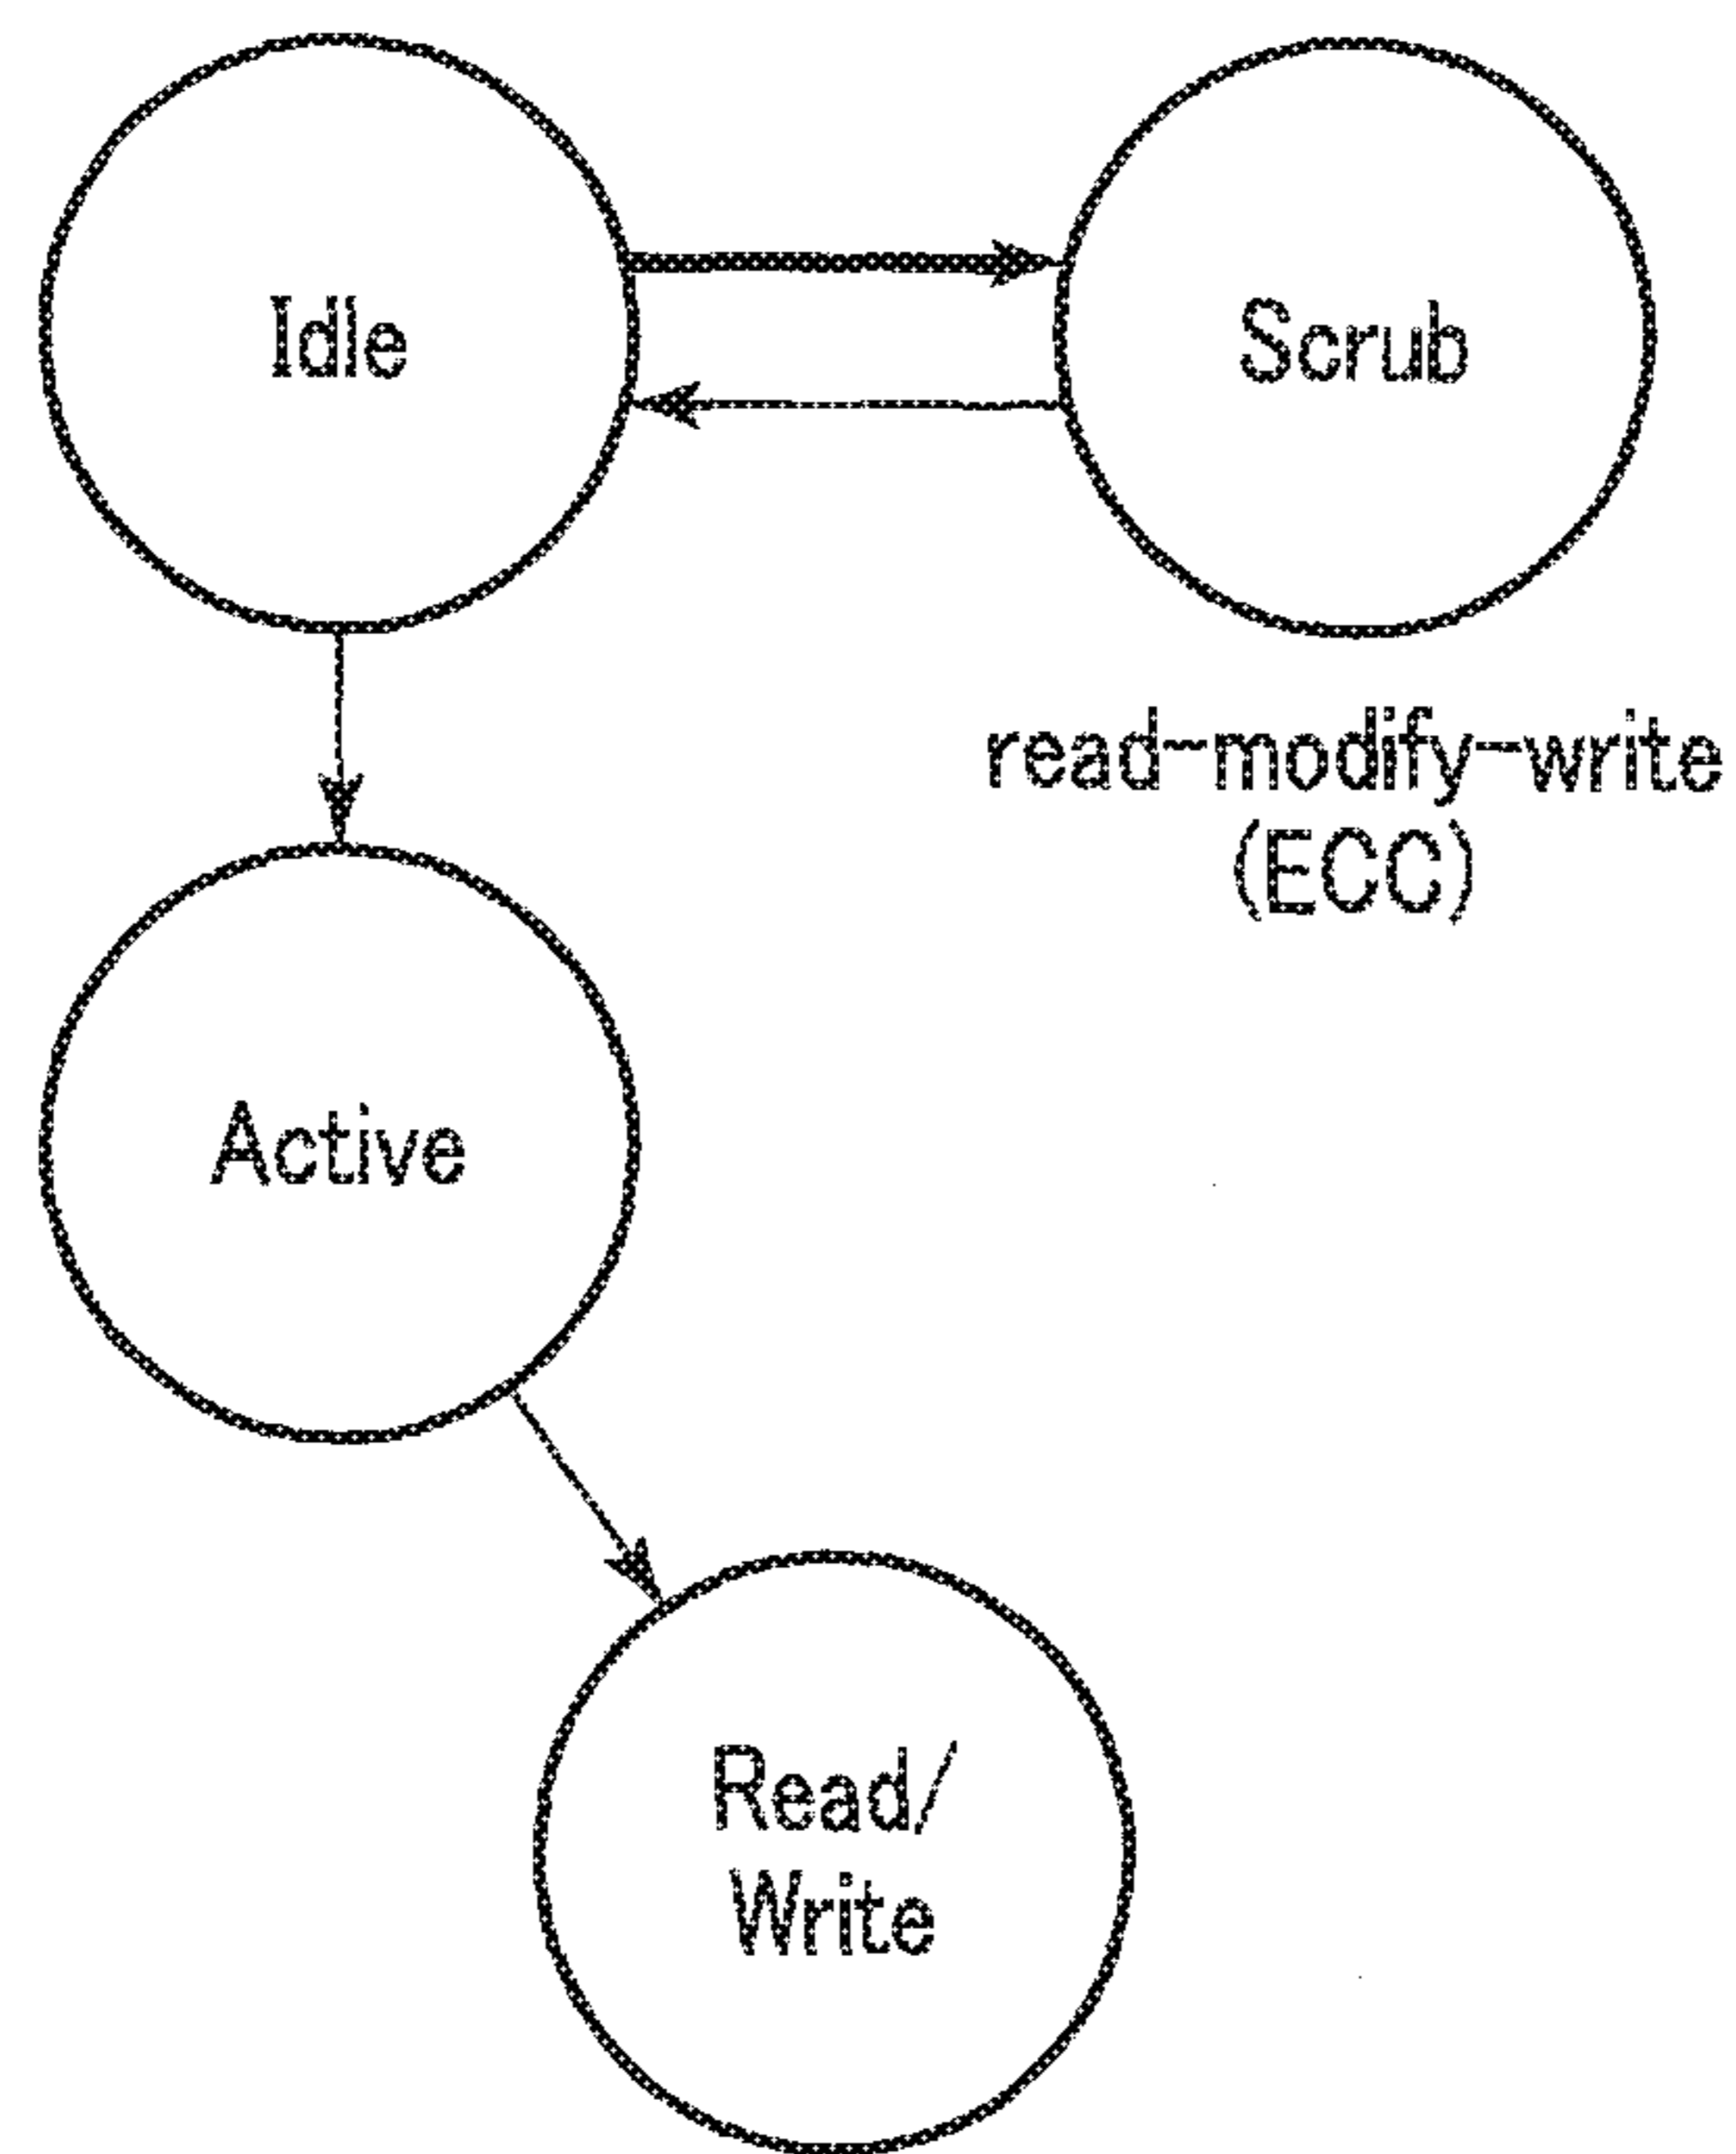 Idle
Scrub
read-modify-write
(ECC)
Active
Read/
Write